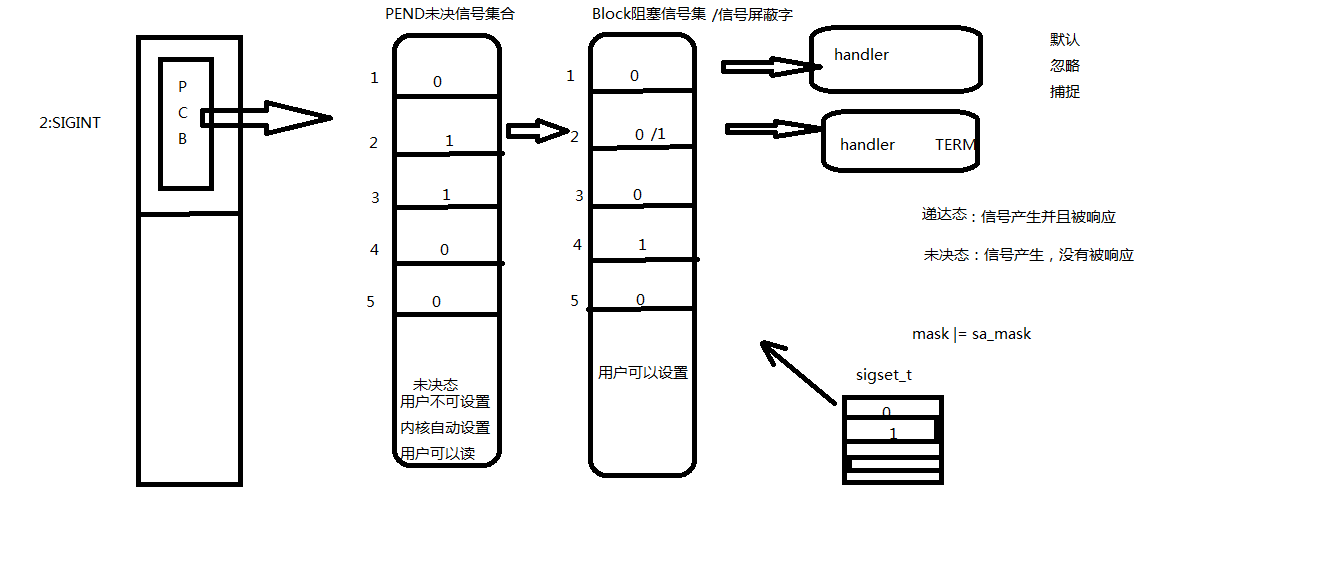 PEND未决信号集合
Block阻塞信号集 /信号屏蔽字
2:SIGINT
P
C
B
1 0
2 1
3 1
4 0
5 0
未决态
用户不可设置
内核自动设置
用户可以读
1 0
2 0 /1
3 0
4 1
5 0
用户可以设置
handler
handler TERM
默认
忽略
捕捉
递达态：信号产生并且被响应
未决态：信号产生，没有被响应
mask |= sa_mask
sigset_t
0
1